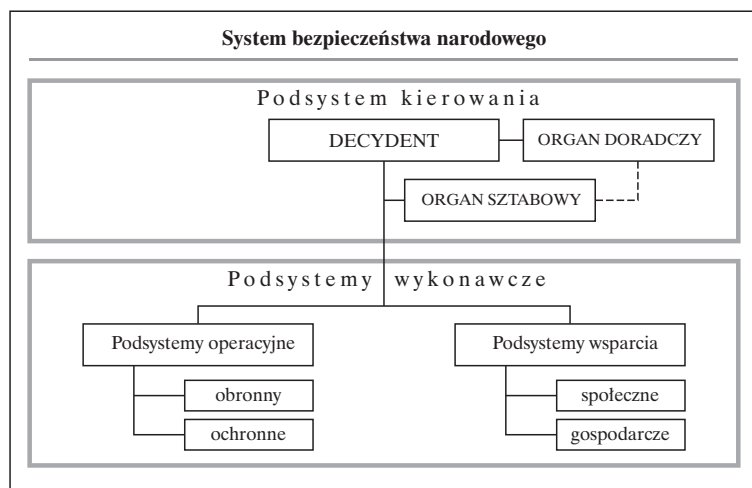 System bezpieczeństwa narodowego
Podsystem kierowania
DECYDENT
ORGAN DORADCZY
ORGAN SZTABOWY
Podsystemy wykonawcze
Podsystemy operacyjne
Podsystemy wsparcia
obronny
społeczne
ochronne
gospodarcze